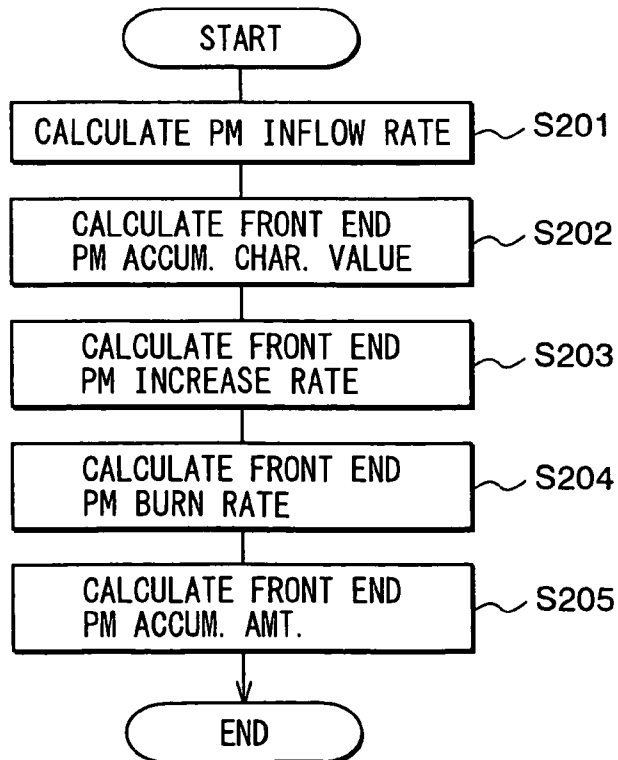 START
CALCULATE PM INFLOW RATE
S201
CALCULATE FRONT END
PM ACCUM. CHAR. VALUE
S202
CALCULATE FRONT END
PM INCREASE RATE
S203
CALCULATE FRONT END
PM BURN RATE
S204
CALCULATE FRONT END
PM ACCUM. AMT.
S205
END